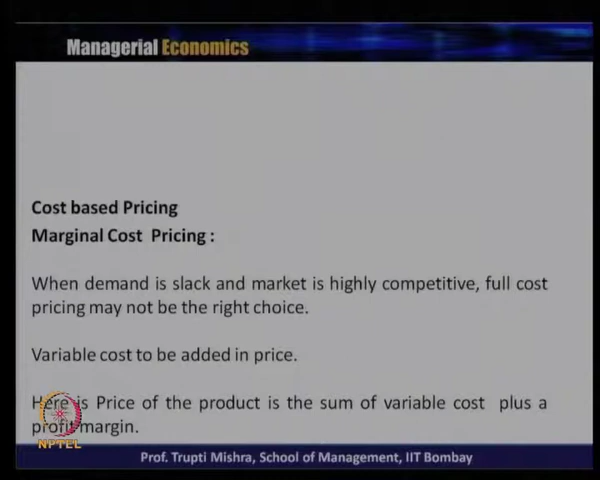 Managerial Economics
Cost based Pricing
Marginal Cost Pricing :
When demand is slack and market is highly competitive, full cost
pricing may not be the right choice.
Variable cost to be added in price.
Here is Price of the product is the sum of variable cost plus a
profit margin.
NPTEL
Prof. Trupti Mishra, School of Management, IIT Bombay